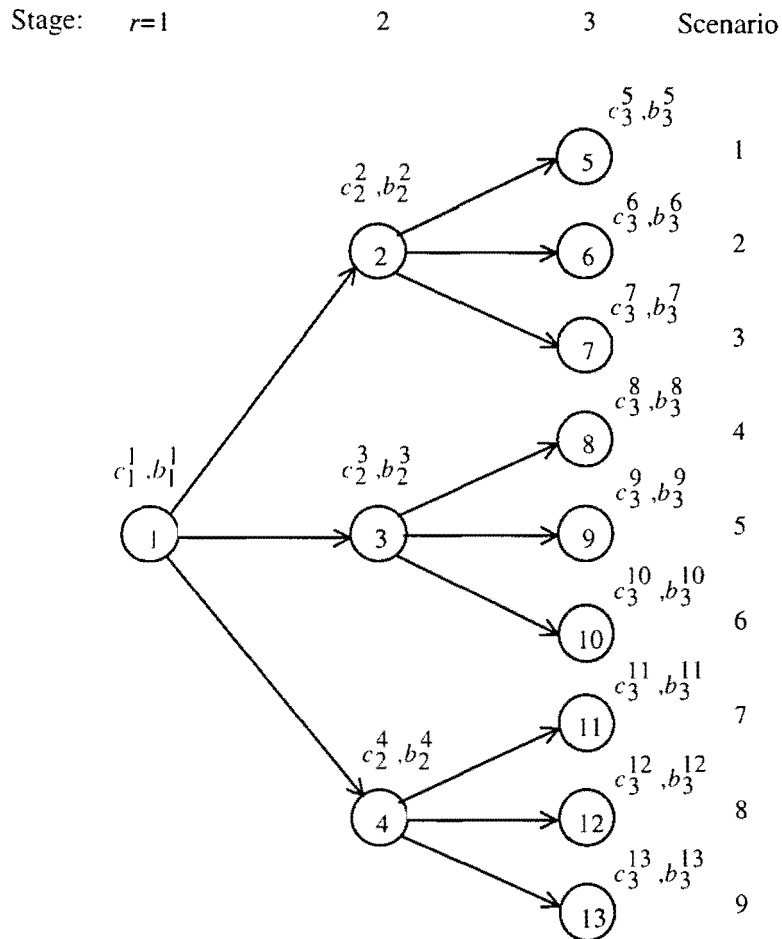 Stage: r=1 2 3 Scenario
c_3^5, b_3^5
5 1
c_2^2, b_2^2
c_3^6, b_3^6
2 6 2
c_3^7, b_3^7
7 3
c_3^8, b_3^8
8 4
c_1^1, b_1^1 c_2^3, b_2^3
c_3^9, b_3^9
1 3 9 5
c_3^10, b_3^10
10 6
c_3^11, b_3^11
11 7
c_2^4, b_2^4
c_3^12, b_3^12
4 12 8
c_3^13, b_3^13
13 9